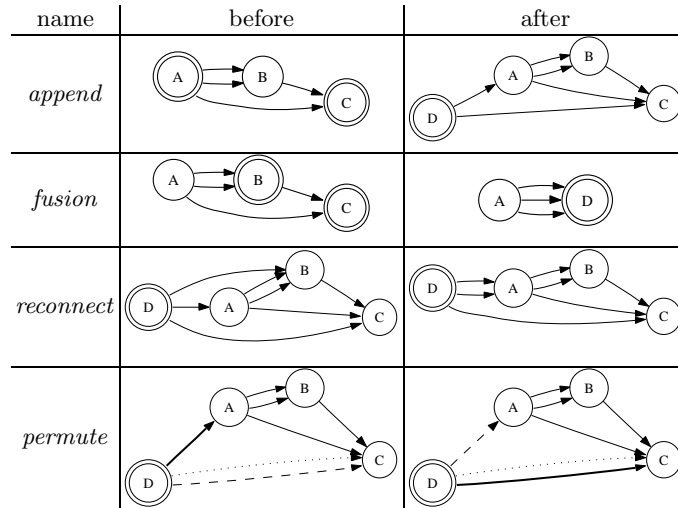 name before after
append A B C A B C D
fusion A B C A D
reconnect D A B C D A B C
permute A B C D A B C D